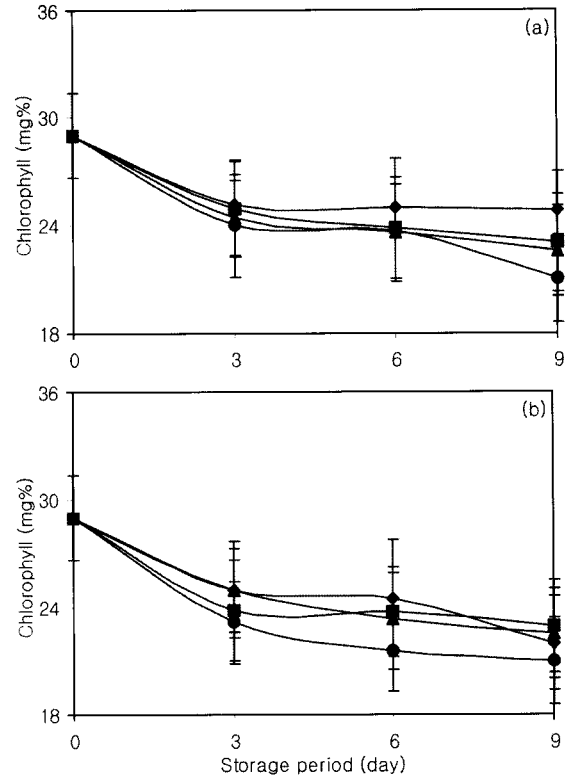 36
(a)
30
Chlorophyll (mg%)
24
18
0 3 6 9
36
(b)
30
Chlorophyll (mg%)
24
18
0 3 6 9
Storage period (day)